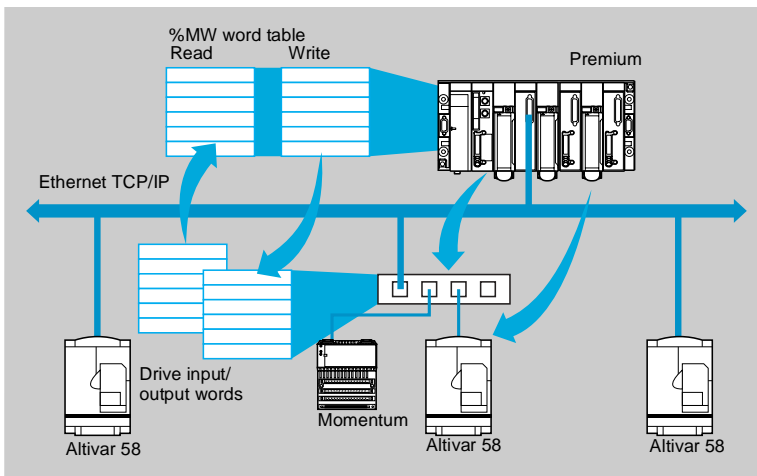 %MW word table
Read Write
Premium
Ethernet TCP/IP
Drive input/
output words
Momentum
Altivar 58
Altivar 58
Altivar 58